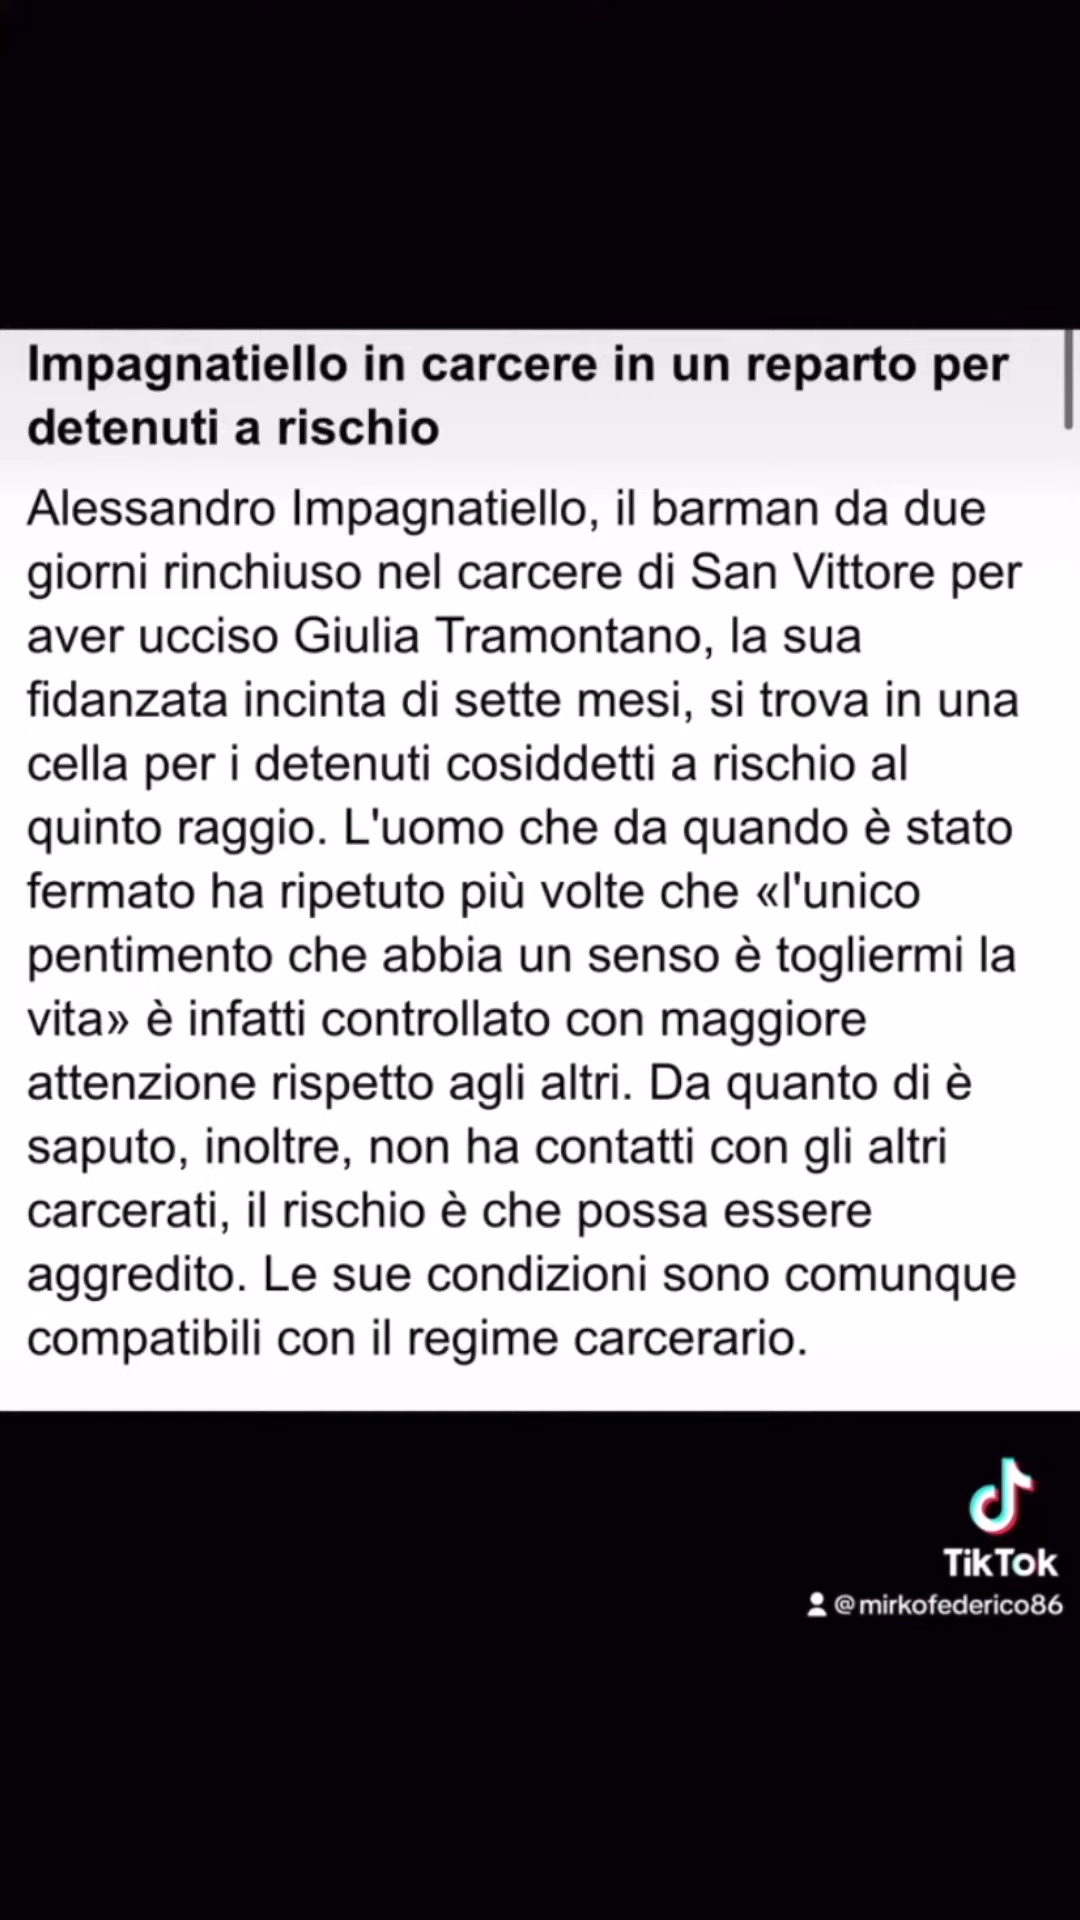 Impagnatiello in carcere in un reparto per
detenuti a rischio
Alessandro Impagnatiello, il barman da due
giorni rinchiuso nel carcere di San Vittore per
aver ucciso Giulia Tramontano, la sua
fidanzata incinta di sette mesi, si trova in una
cella per i detenuti cosiddetti a rischio al
quinto raggio. L'uomo che da quando è stato
fermato ha ripetuto più volte che «l'unico
pentimento che abbia un senso è togliermi la
vita» è infatti controllato con maggiore
attenzione rispetto agli altri. Da quanto di è
saputo, inoltre, non ha contatti con gli altri
carcerati, il rischio è che possa essere
aggredito. Le sue condizioni sono comunque
compatibili con il regime carcerario.
TikTok
@mirkofederico86